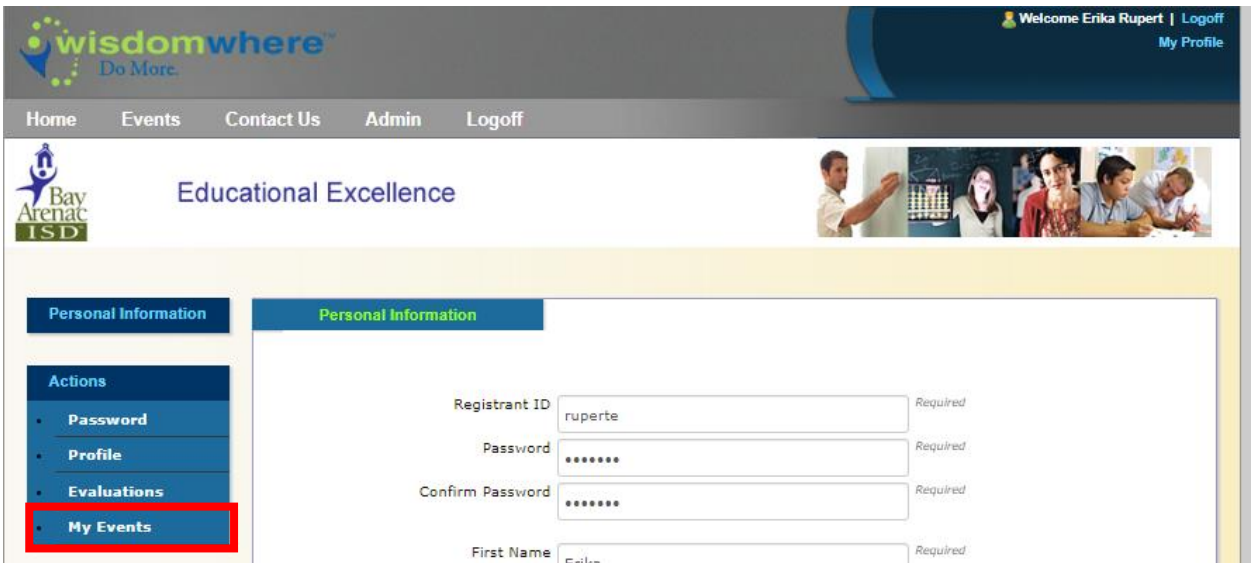 Welcome Erika Rupert | Logoff
My Profile
wisdomwhere™
Do More.
Home Events Contact Us Admin Logoff
Bay
Arenac
ISD
Educational Excellence
Personal Information
Personal Information
Actions
Password
Profile
Evaluations
My Events
Registrant ID ruperte Required
Password ••••••• Required
Confirm Password ••••••• Required
First Name Erika Required